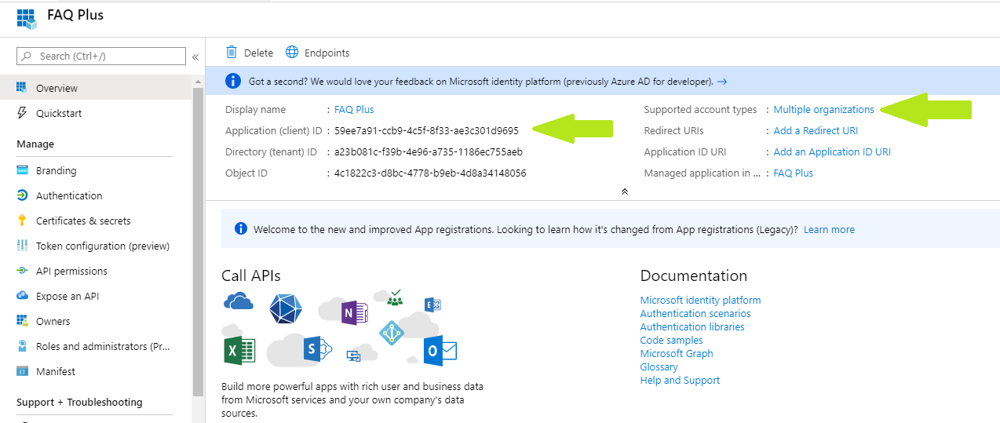 FAQ Plus
Search (Ctrl+/)
«
Overview
Quickstart
Manage
Branding
Authentication
Certificates & secrets
Token configuration (preview)
API permissions
Expose an API
Owners
Roles and administrators (Pr...
Manifest
Support + Troubleshooting
Delete
Endpoints
Got a second? We would love your feedback on Microsoft identity platform (previously Azure AD for developer). →
Display name : FAQ Plus
Application (client) ID : 59ee7a91-ccb9-4c5f-8f33-ae3c301d9695
Directory (tenant) ID : a23b081c-f39b-4e96-a735-1186ec755aeb
Object ID : 4c1822c3-d8bc-4778-b9eb-4d8a34148056
Supported account types : Multiple organizations
Redirect URIs : Add a Redirect URI
Application ID URI : Add an Application ID URI
Managed application in ... : FAQ Plus
Welcome to the new and improved App registrations. Looking to learn how it's changed from App registrations (Legacy)? Learn more
Call APIs
N
E
X
S
O
Build more powerful apps with rich user and business data
from Microsoft services and your own company's data
sources.
Documentation
Microsoft identity platform
Authentication scenarios
Authentication libraries
Code samples
Microsoft Graph
Glossary
Help and Support